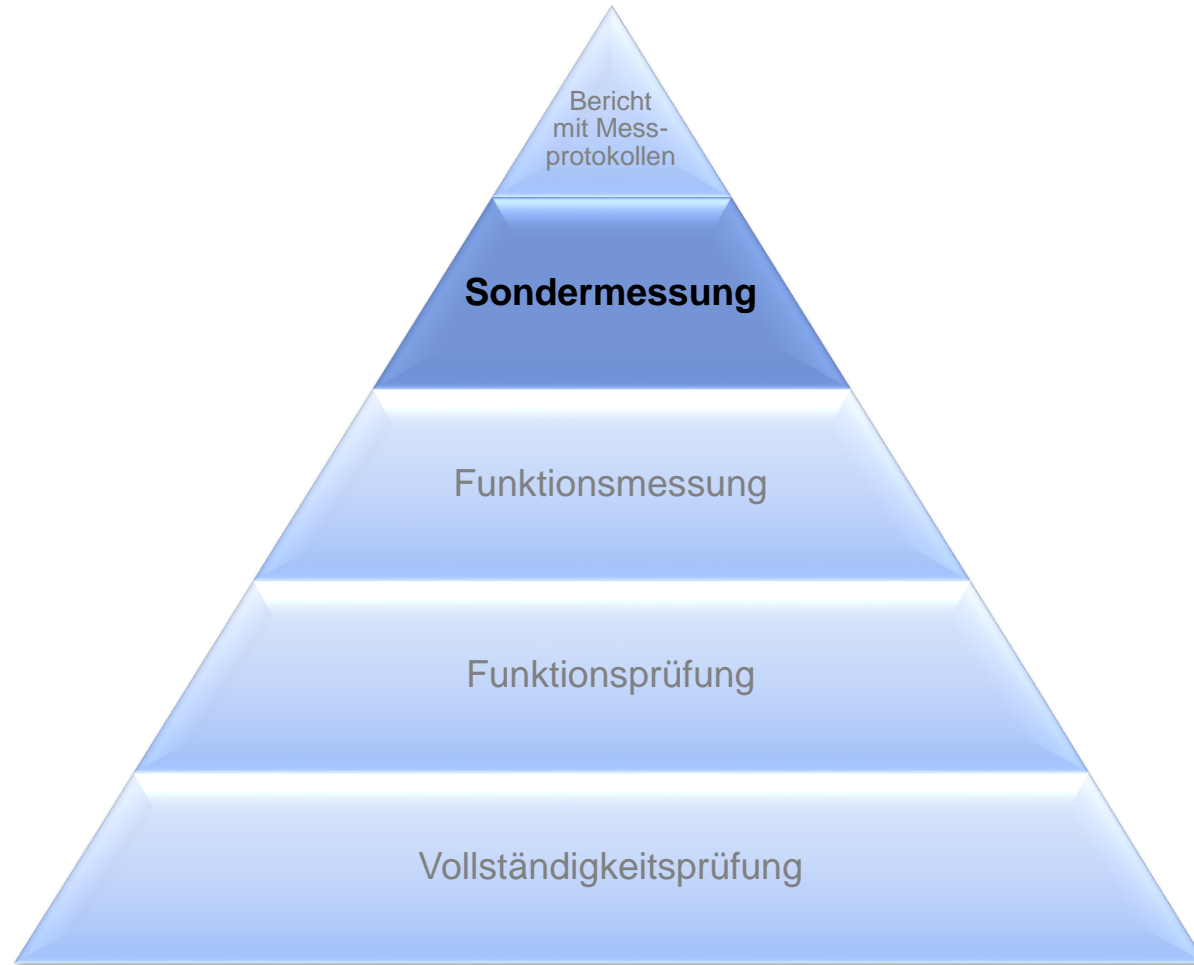 Bericht
mit Mess-
protokollen
Sondermessung
Funktionsmessung
Funktionsprüfung
Vollständigkeitsprüfung